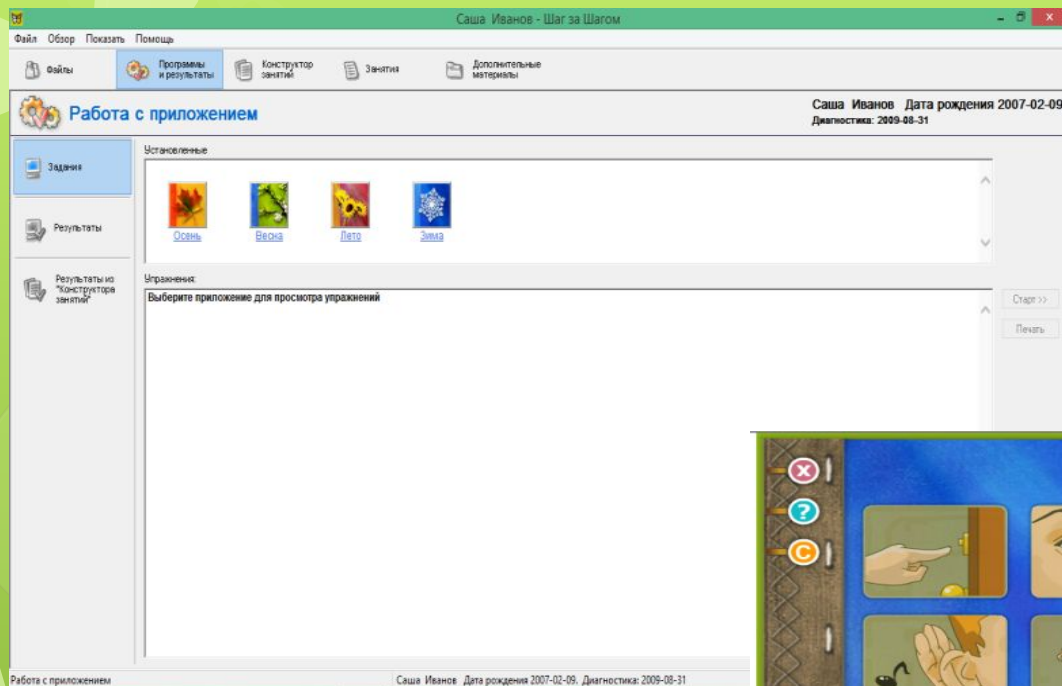 Саша Иванов - Шаг за Шагом
Файл Обзор Показать Помощь
Файлы
Программы
и результаты
Конструктор
занятий
Занятия
Дополнительные
материалы
Работа с приложением
Саша Иванов Дата рождения 2007-02-09
Диагностика: 2009-08-31
Задания
Результаты
Результаты из
"Конструктора
занятий"
Установленные
Осень
Весна
Лето
Зима
Упражнения:
Выберите приложение для просмотра упражнений
Старт >>
Печать
X
?
C
Работа с приложением
Саша Иванов Дата рождения 2007-02-09. Диагностика: 2009-08-31